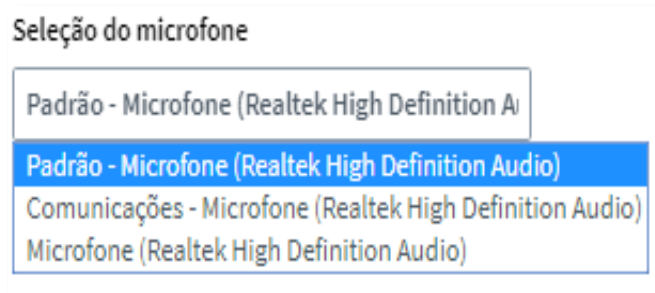 Seleção do microfone
Padrão - Microfone (Realtek High Definition A
Padrão - Microfone (Realtek High Definition Audio)
Comunicações - Microfone (Realtek High Definition Audio)
Microfone (Realtek High Definition Audio)